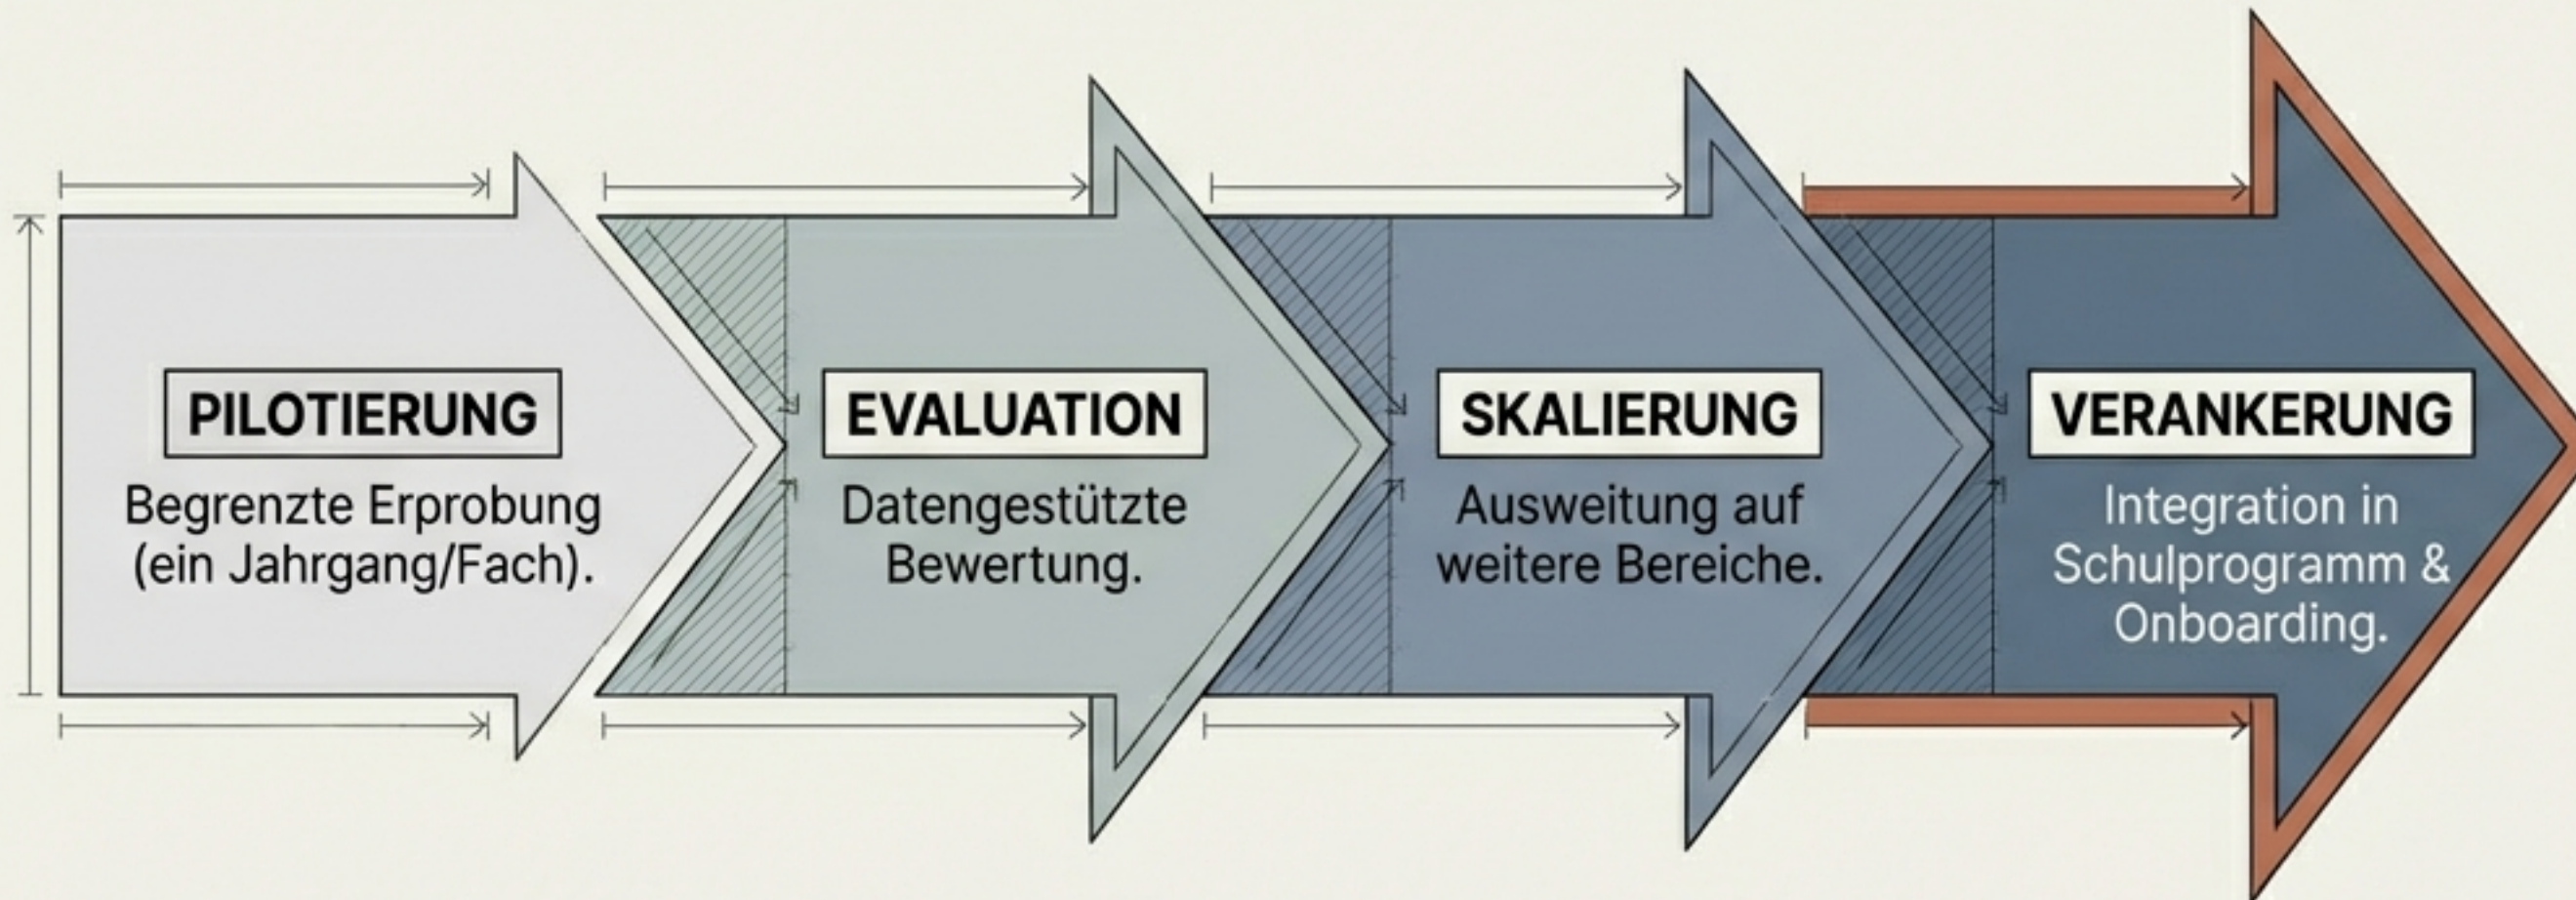 PILOTIERUNG
Begrenzte Erprobung
(ein Jahrgang/Fach).
EVALUATION
Datengestützte
Bewertung.
SKALIERUNG
Ausweitung auf
weitere Bereiche.
VERANKERUNG
Integration in
Schulprogramm &
Onboarding.